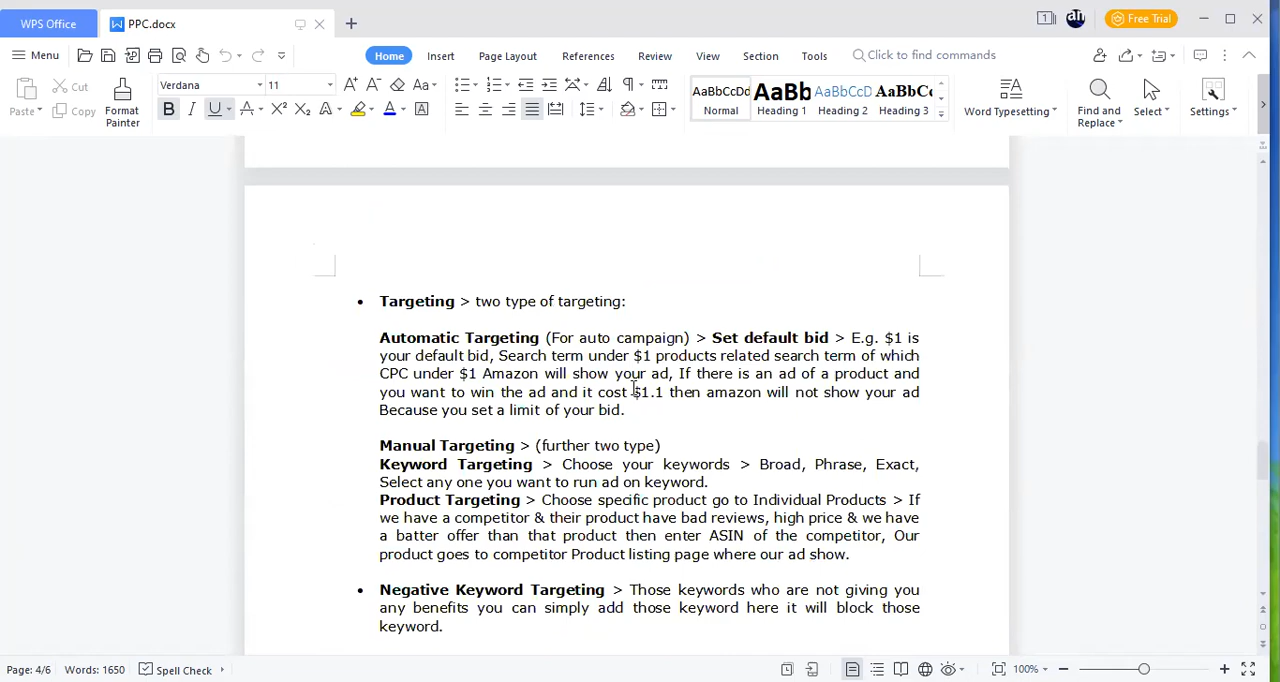 WPS Office
PPC.docx
Free Trial
Menu
Home
Insert
Page Layout
References
Review
View
Section
Tools
Click to find commands
Paste
Cut
Copy
Format Painter
Verdana
11
B I U A X² X₂ A A A
Aa
AaBbCcDd
Normal
AaBb
Heading 1
AaBbCcD
Heading 2
AaBbC
Heading 3
Word Typesetting
Find and Replace
Select
Settings
• Targeting > two type of targeting:
Automatic Targeting (For auto campaign) > Set default bid > E.g. $1 is
your default bid, Search term under $1 products related search term of which
CPC under $1 Amazon will show your ad, If there is an ad of a product and
you want to win the ad and it cost $1.1 then amazon will not show your ad
Because you set a limit of your bid.
Manual Targeting > (further two type)
Keyword Targeting > Choose your keywords > Broad, Phrase, Exact,
Select any one you want to run ad on keyword.
Product Targeting > Choose specific product go to Individual Products > If
we have a competitor & their product have bad reviews, high price & we have
a batter offer than that product then enter ASIN of the competitor, Our
product goes to competitor Product listing page where our ad show.
• Negative Keyword Targeting > Those keywords who are not giving you
any benefits you can simply add those keyword here it will block those
keyword.
Page: 4/6
Words: 1650
Spell Check
100%